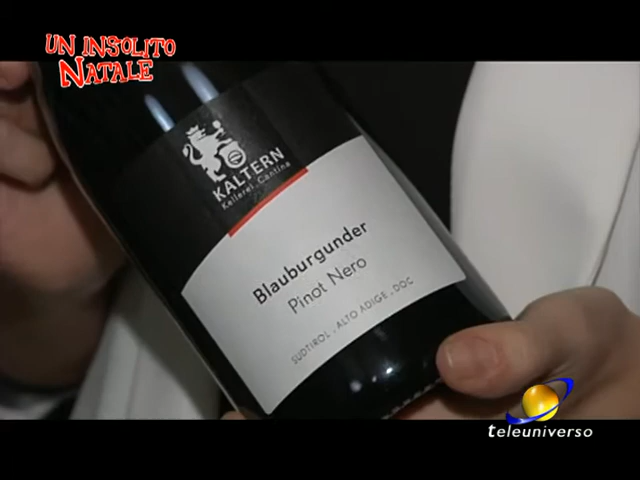 UN INSOLITO
NATALE
KALTERN
Kellerei.Cantina
Blauburgunder
Pinot Nero
SÜDTIROL . ALTO ADIGE . DOC
teleuniverso